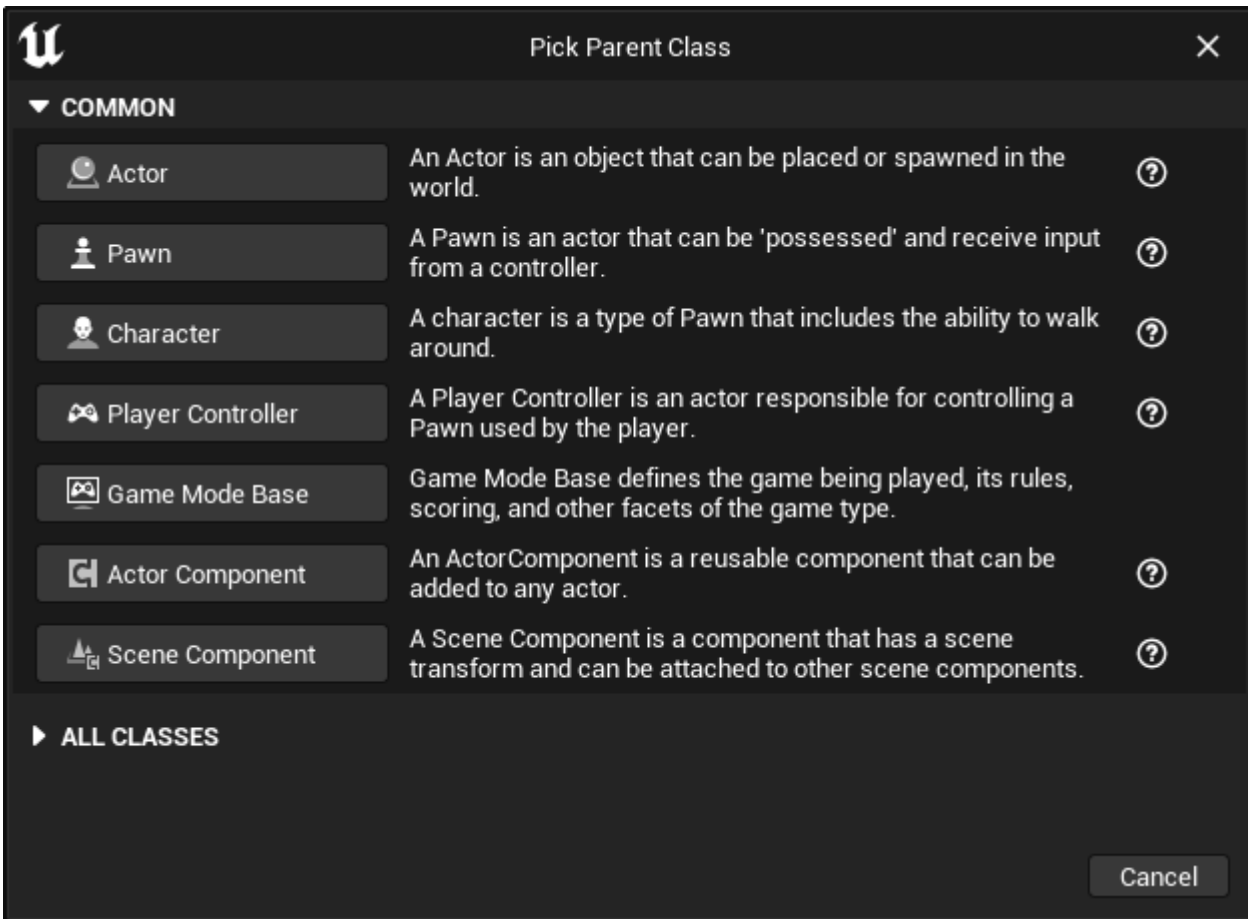 Pick Parent Class
COMMON
Actor
An Actor is an object that can be placed or spawned in the
world.
Pawn
A Pawn is an actor that can be 'possessed' and receive input
from a controller.
Character
A character is a type of Pawn that includes the ability to walk
around.
Player Controller
A Player Controller is an actor responsible for controlling a
Pawn used by the player.
Game Mode Base
Game Mode Base defines the game being played, its rules,
scoring, and other facets of the game type.
Actor Component
An ActorComponent is a reusable component that can be
added to any actor.
Scene Component
A Scene Component is a component that has a scene
transform and can be attached to other scene components.
ALL CLASSES
Cancel